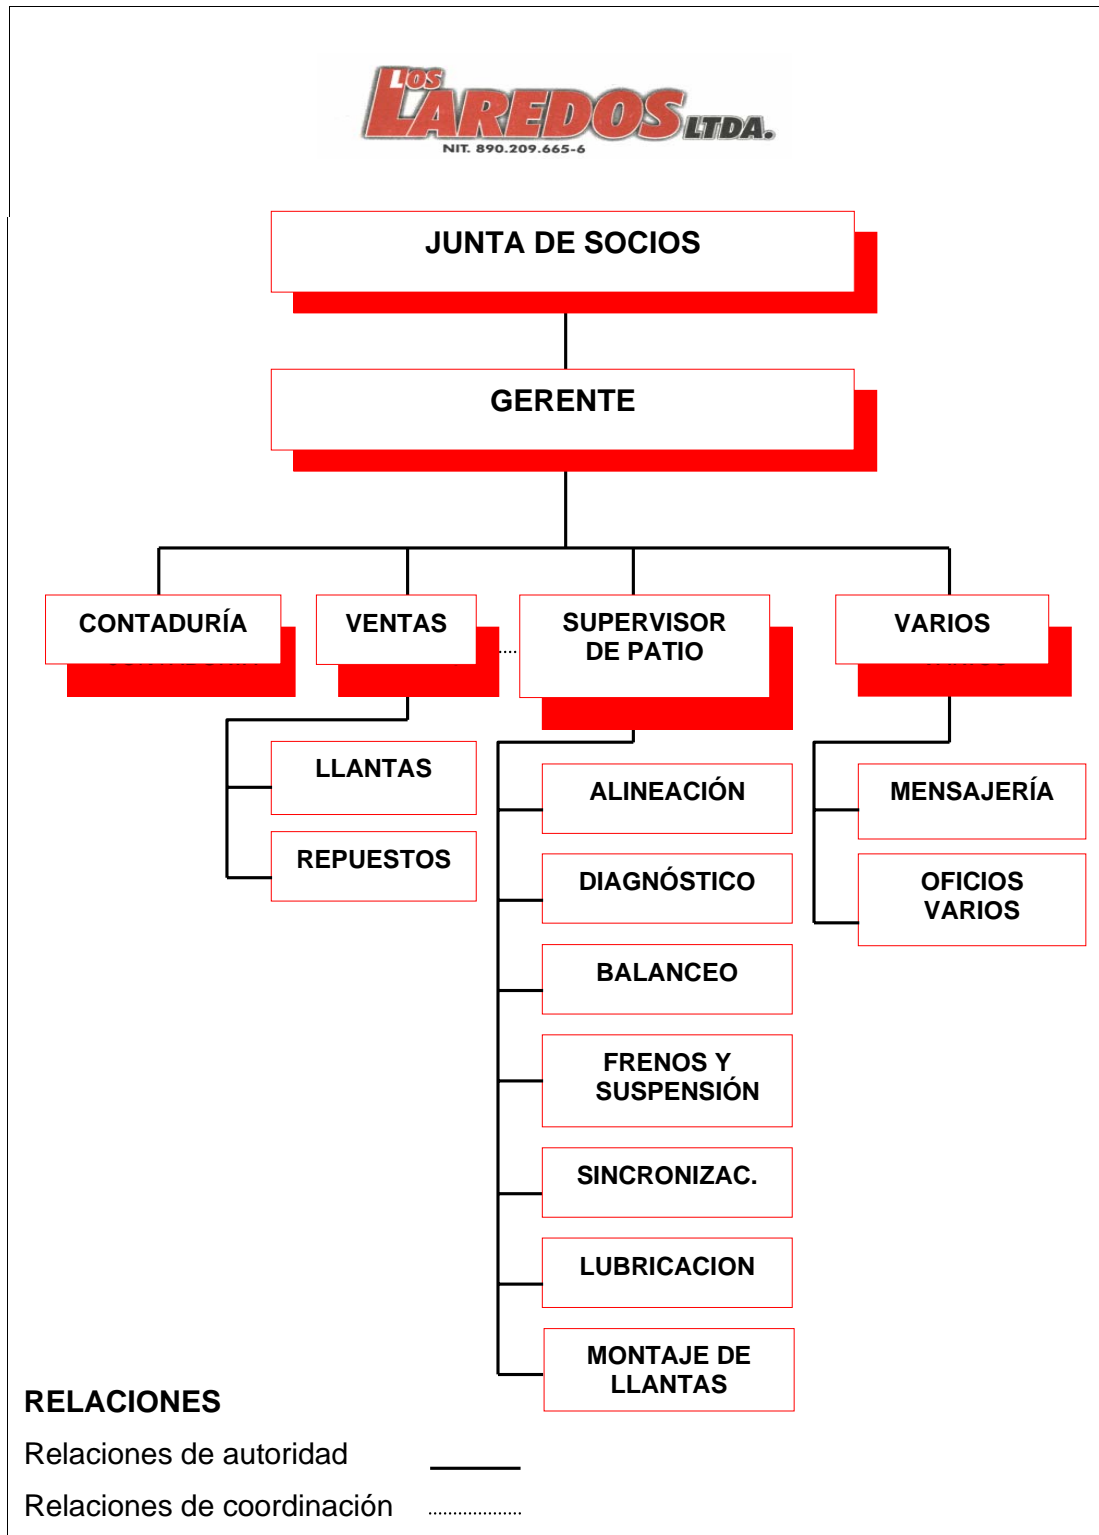 LOS
LAREDOS LTDA.
NIT. 890.209.665-6
JUNTA DE SOCIOS
GERENTE
CONTADURÍA
VENTAS
SUPERVISOR
DE PATIO
VARIOS
LLANTAS
REPUESTOS
ALINEACIÓN
DIAGNÓSTICO
BALANCEO
FRENOS Y
SUSPENSIÓN
SINCRONIZAC.
LUBRICACION
MONTAJE DE
LLANTAS
MENSAJERÍA
OFICIOS
VARIOS
RELACIONES
Relaciones de autoridad
Relaciones de coordinación